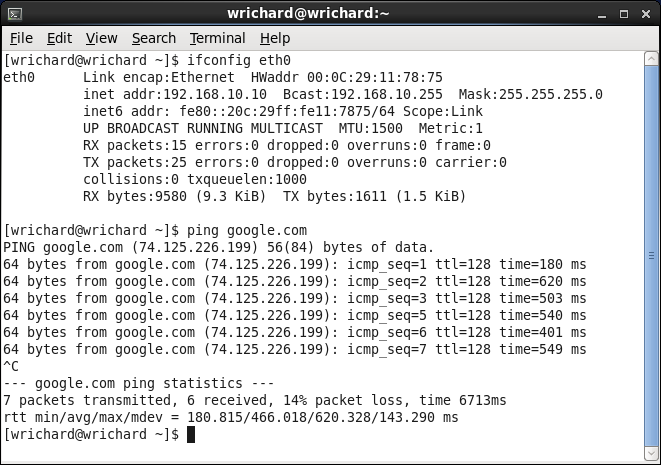 wrichard@wrichard:~
File Edit View Search Terminal Help
[wrichard@wrichard ~]$ ifconfig eth0
eth0      Link encap:Ethernet  HWaddr 00:0C:29:11:78:75
          inet addr:192.168.10.10  Bcast:192.168.10.255  Mask:255.255.255.0
          inet6 addr: fe80::20c:29ff:fe11:7875/64 Scope:Link
          UP BROADCAST RUNNING MULTICAST  MTU:1500  Metric:1
          RX packets:15 errors:0 dropped:0 overruns:0 frame:0
          TX packets:25 errors:0 dropped:0 overruns:0 carrier:0
          collisions:0 txqueuelen:1000
          RX bytes:9580 (9.3 KiB)  TX bytes:1611 (1.5 KiB)
[wrichard@wrichard ~]$ ping google.com
PING google.com (74.125.226.199) 56(84) bytes of data.
64 bytes from google.com (74.125.226.199): icmp_seq=1 ttl=128 time=180 ms
64 bytes from google.com (74.125.226.199): icmp_seq=2 ttl=128 time=620 ms
64 bytes from google.com (74.125.226.199): icmp_seq=3 ttl=128 time=503 ms
64 bytes from google.com (74.125.226.199): icmp_seq=5 ttl=128 time=540 ms
64 bytes from google.com (74.125.226.199): icmp_seq=6 ttl=128 time=401 ms
64 bytes from google.com (74.125.226.199): icmp_seq=7 ttl=128 time=549 ms
^C
--- google.com ping statistics ---
7 packets transmitted, 6 received, 14% packet loss, time 6713ms
rtt min/avg/max/mdev = 180.815/466.018/620.328/143.290 ms
[wrichard@wrichard ~]$